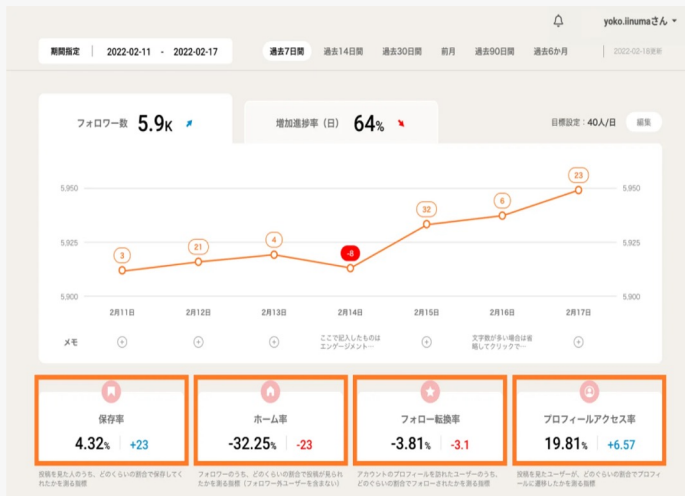 yoko.iinumaさん
期間指定 2022-02-11 - 2022-02-17 過去7日間 過去14日間 過去30日間 前月 過去90日間 過去6か月 2022-02-18更新
フォロワー数 5.9K 増加進捗率（日） 64% 目標設定：40人/日 編集
5,950 5,950
23
32
6
21
4
3
-8
5,925 5,925
5,900 5,900
2月11日 2月12日 2月13日 2月14日 2月15日 2月16日 2月17日
メモ
ここで記入したものは
エンゲージメント…
文字数が多い場合は省
略してクリックで…
保存率
4.32% +23
投稿を見た人のうち、どのくらいの割合で保存してく
れたかを測る指標
ホーム率
-32.25% -23
フォロワーのうち、どのくらいの割合で投稿が見られ
たかを測る指標（フォロワー外ユーザーを含まない）
フォロー転換率
-3.81% -3.1
アカウントのプロフィールを訪れたユーザーのうち、
どのぐらいの割合でフォローされたかを測る指標
プロフィールアクセス率
19.81% +6.57
投稿を見たユーザーが、どのぐらいの割合でプロフィ
ールに遷移したかを測る指標